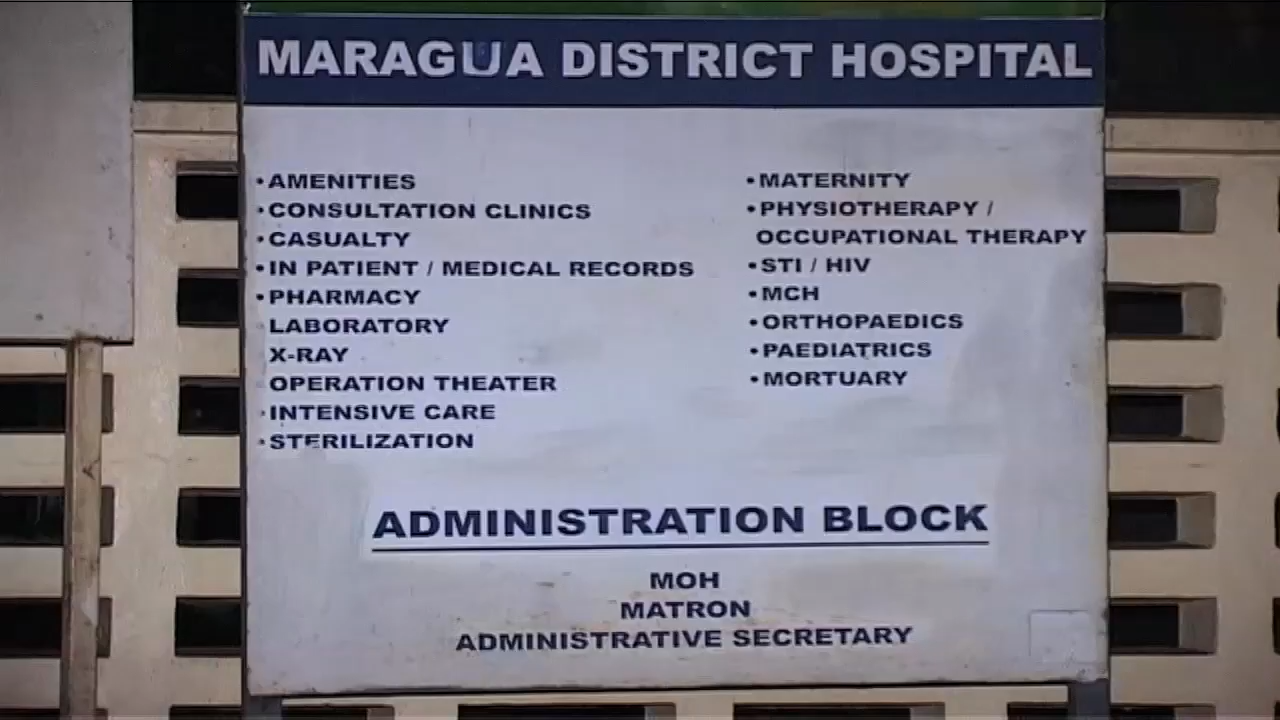 MARAGUA DISTRICT HOSPITAL
•AMENITIES
•CONSULTATION CLINICS
•CASUALTY
•IN PATIENT / MEDICAL RECORDS
•PHARMACY
LABORATORY
X-RAY
OPERATION THEATER
•INTENSIVE CARE
•STERILIZATION
•MATERNITY
•PHYSIOTHERAPY /
OCCUPATIONAL THERAPY
•STI / HIV
•MCH
•ORTHOPAEDICS
•PAEDIATRICS
•MORTUARY
ADMINISTRATION BLOCK
MOH
MATRON
ADMINISTRATIVE SECRETARY